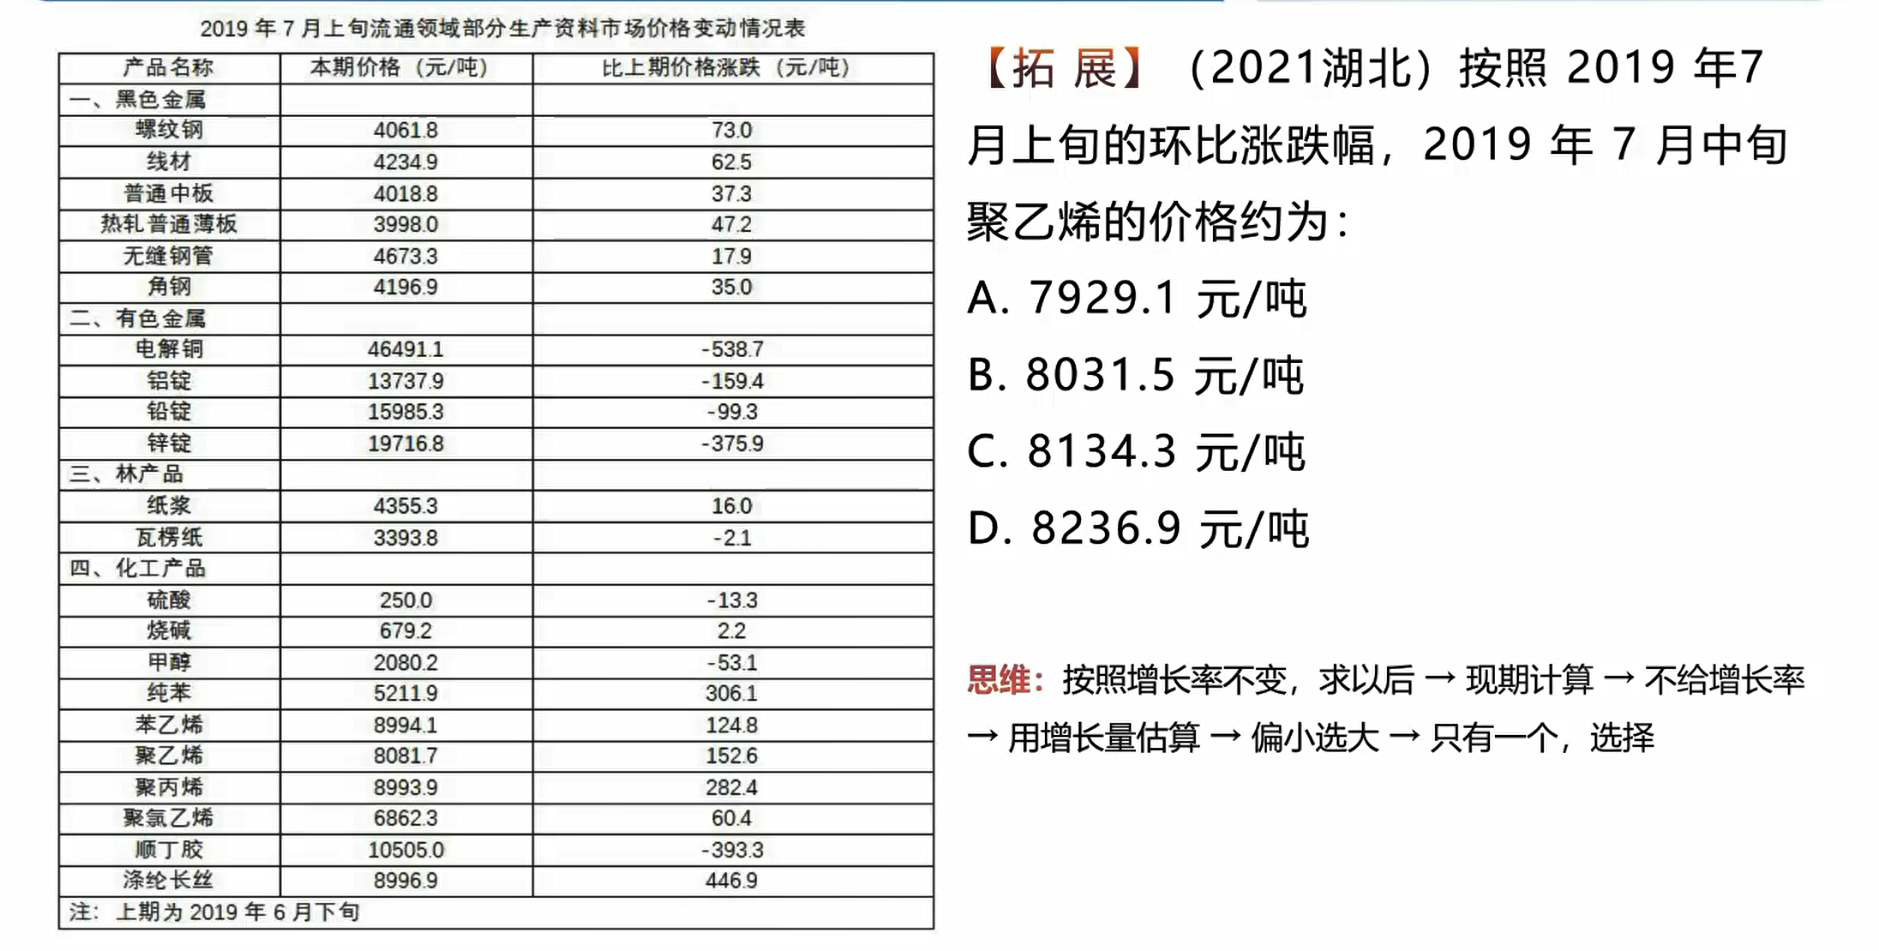 2019 年 7 月上旬流通领域部分生产资料市场价格变动情况表
产品名称 本期价格（元/吨） 比上期价格涨跌（元/吨）
一、黑色金属
螺纹钢 4061.8 73.0
线材 4234.9 62.5
普通中板 4018.8 37.3
热轧普通薄板 3998.0 47.2
无缝钢管 4673.3 17.9
角钢 4196.9 35.0
二、有色金属
电解铜 46491.1 -538.7
铝锭 13737.9 -159.4
铅锭 15985.3 -99.3
锌锭 19716.8 -375.9
三、林产品
纸浆 4355.3 16.0
瓦楞纸 3393.8 -2.1
四、化工产品
硫酸 250.0 -13.3
烧碱 679.2 2.2
甲醇 2080.2 -53.1
纯苯 5211.9 306.1
苯乙烯 8994.1 124.8
聚乙烯 8081.7 152.6
聚丙烯 8993.9 282.4
聚氯乙烯 6862.3 60.4
顺丁胶 10505.0 -393.3
涤纶长丝 8996.9 446.9
注：上期为 2019 年 6 月下旬
【拓 展】（2021湖北）按照 2019 年7
月上旬的环比涨跌幅，2019 年 7 月中旬
聚乙烯的价格约为：
A. 7929.1 元/吨
B. 8031.5 元/吨
C. 8134.3 元/吨
D. 8236.9 元/吨
思维：按照增长率不变，求以后 → 现期计算 → 不给增长率
→ 用增长量估算 → 偏小选大 → 只有一个，选择